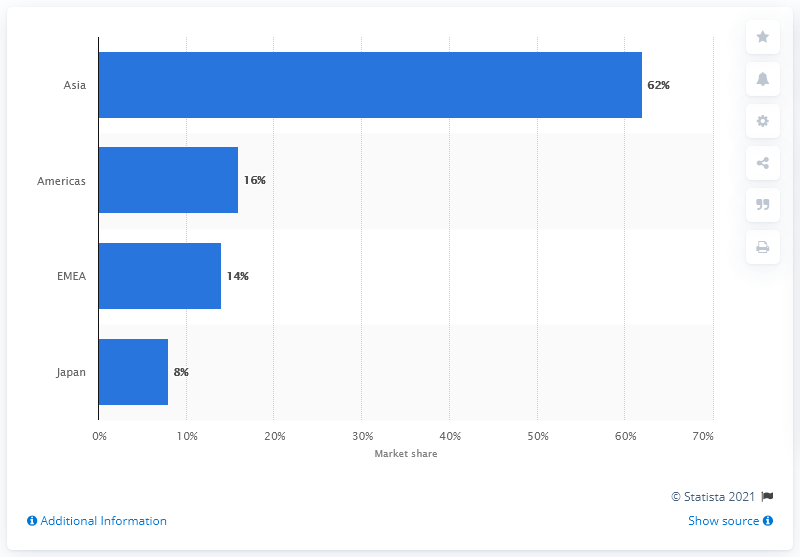 Asia 62%
Americas 16%
EMEA 14%
Japan 8%
0% 10% 20% 30% 40% 50% 60% 70%
Market share
© Statista 2021
Additional Information Show source